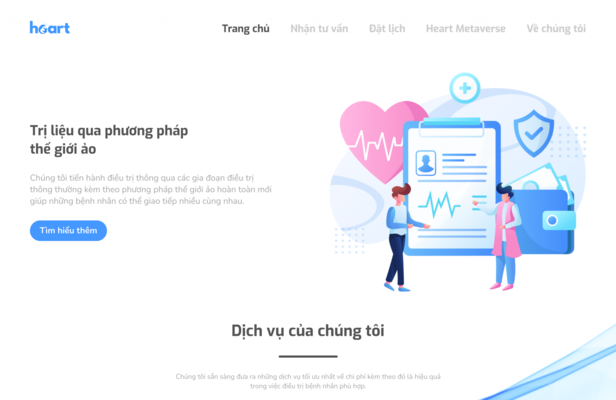 heart
Trang chủ Nhận tư vấn Đặt lịch Heart Metaverse Về chúng tôi
Trị liệu qua phương pháp
thế giới ảo
Chúng tôi tiến hành điều trị thông qua các gia đoạn điều trị
thông thường kèm theo phương pháp thế giới ảo hoàn toàn mới
giúp những bệnh nhân có thể giao tiếp nhiều cùng nhau.
Tìm hiểu thêm
Dịch vụ của chúng tôi
Chúng tôi sẵn sàng đưa ra những dịch vụ tối ưu nhất về chi phí kèm theo đó là hiệu quả
trong việc điều trị bệnh nhân phù hợp.